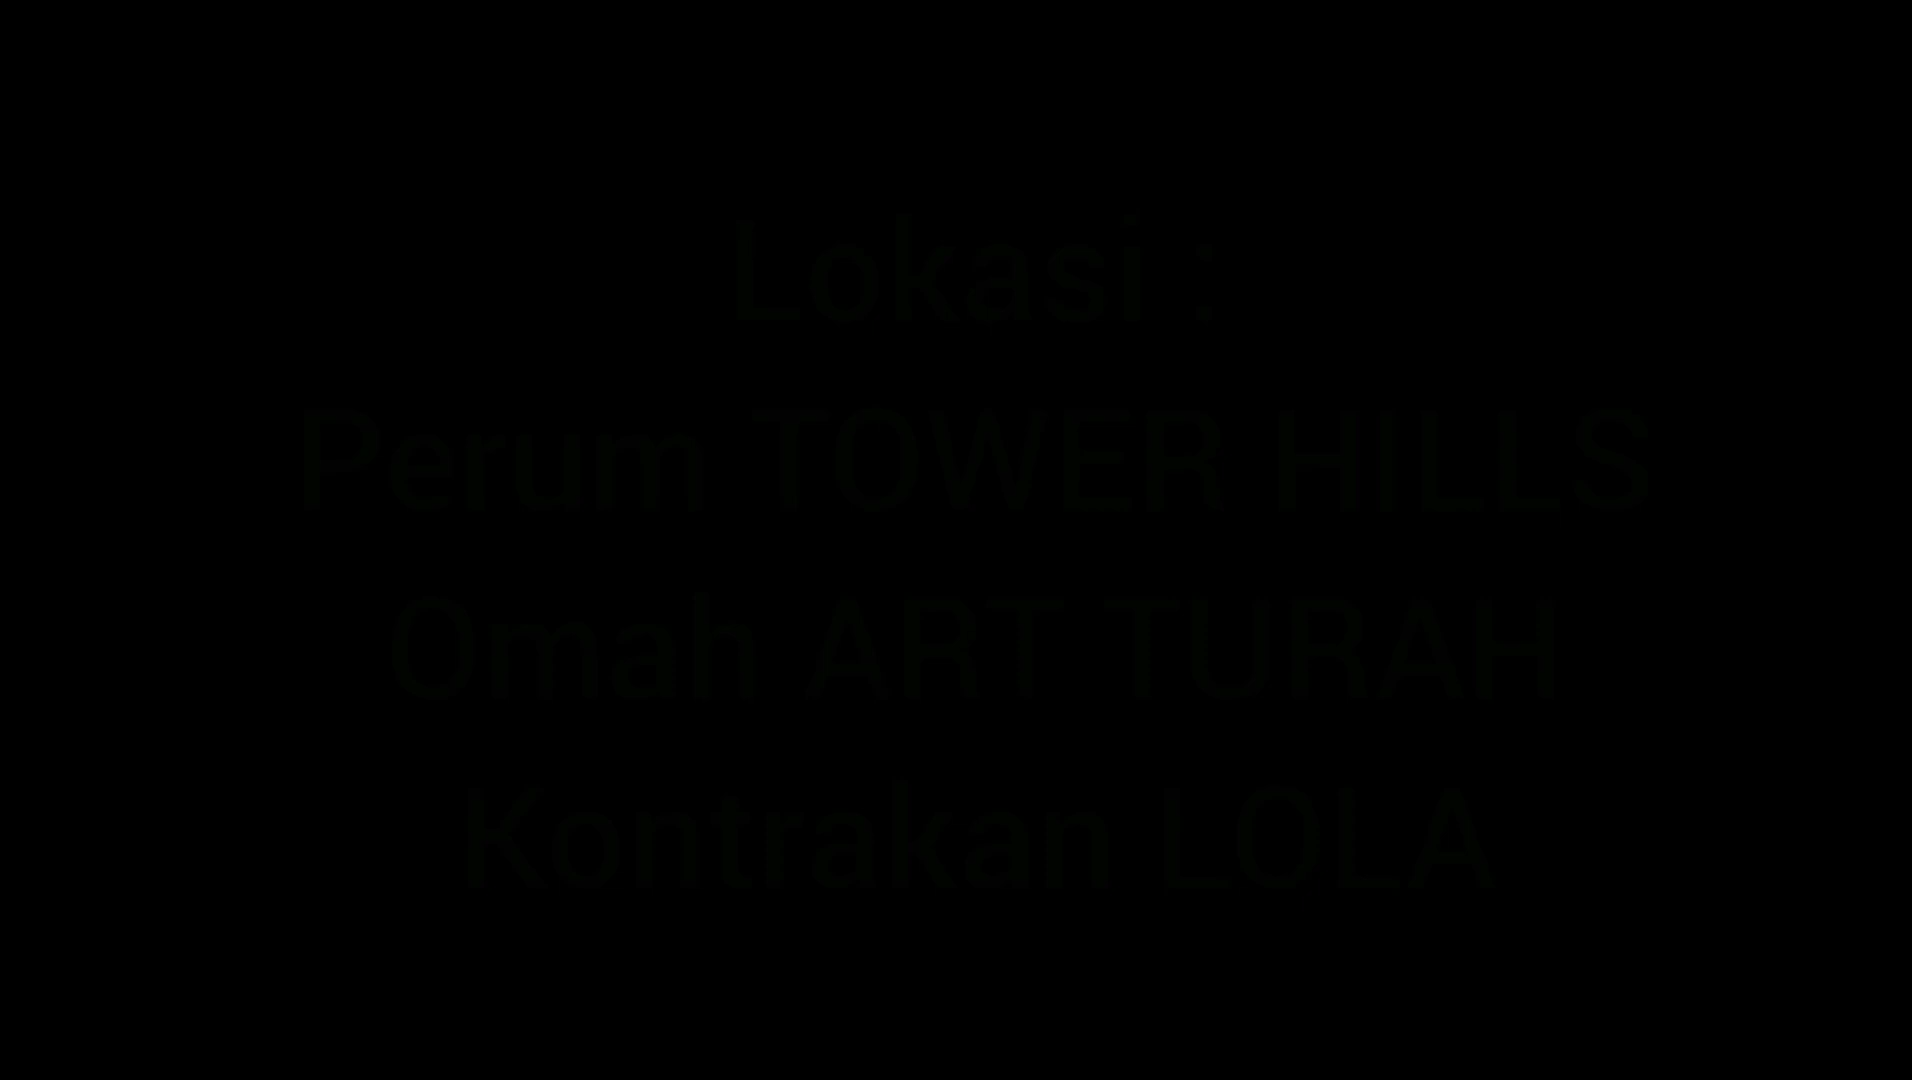 Lokasi :
Perum TOWER HILLS
Omah ART TURAH
Kontrakan LOLA